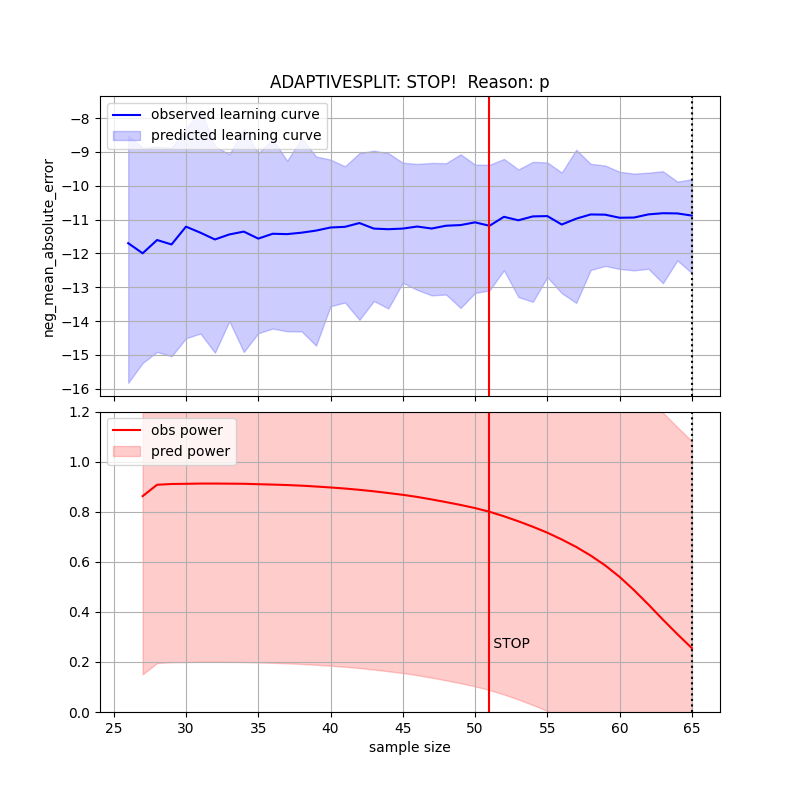 ADAPTIVESPLIT: STOP!  Reason: p
observed learning curve
predicted learning curve
neg_mean_absolute_error
−8
−9
−10
−11
−12
−13
−14
−15
−16
obs power
pred power
1.2
1.0
0.8
0.6
0.4
0.2
0.0
STOP
25 30 35 40 45 50 55 60 65
sample size